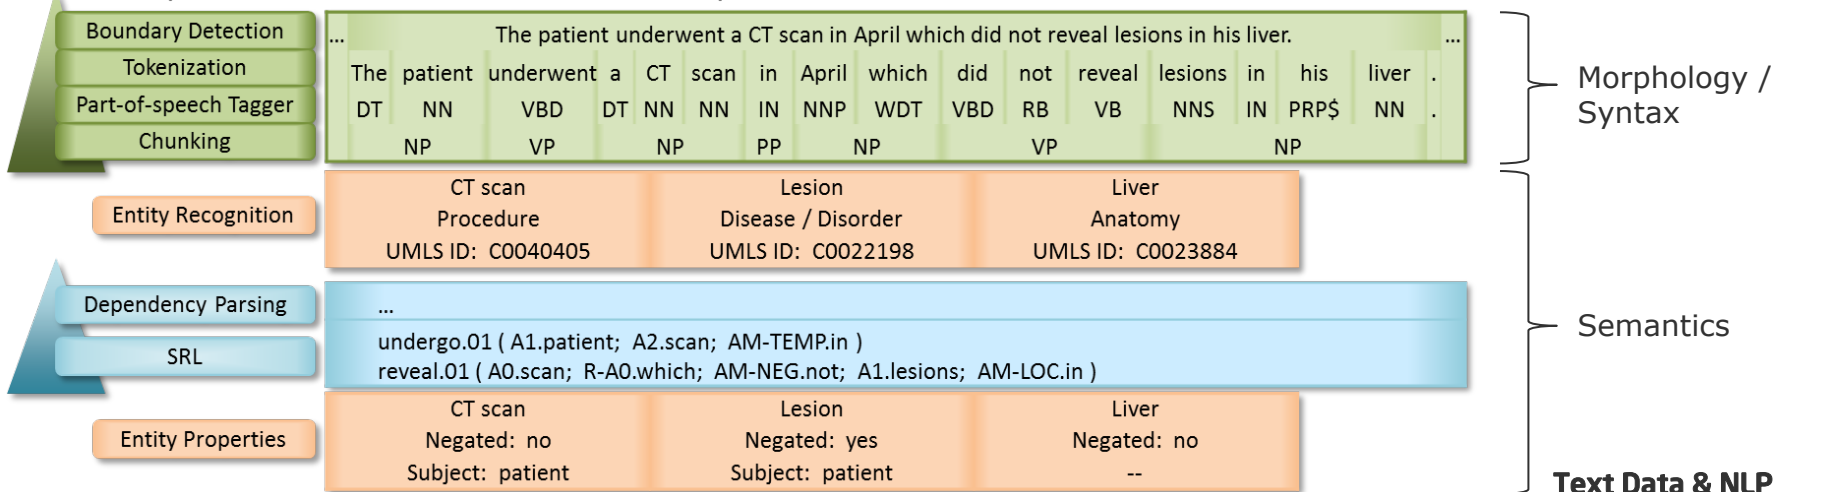 Boundary Detection
... The patient underwent a CT scan in April which did not reveal lesions in his liver. ...
Tokenization
The patient underwent a CT scan in April which did not reveal lesions in his liver .
Part-of-speech Tagger
DT NN VBD DT NN NN IN NNP WDT VBD RB VB NNS IN PRP$ NN .
Chunking
NP VP NP PP NP VP NP
Morphology /
Syntax
Entity Recognition
CT scan
Procedure
UMLS ID: C0040405
Lesion
Disease / Disorder
UMLS ID: C0022198
Liver
Anatomy
UMLS ID: C0023884
Dependency Parsing
...
SRL
undergo.01 ( A1.patient; A2.scan; AM-TEMP.in )
reveal.01 ( A0.scan; R-A0.which; AM-NEG.not; A1.lesions; AM-LOC.in )
Semantics
Entity Properties
CT scan
Negated: no
Subject: patient
Lesion
Negated: yes
Subject: patient
Liver
Negated: no
--
Text Data & NLP